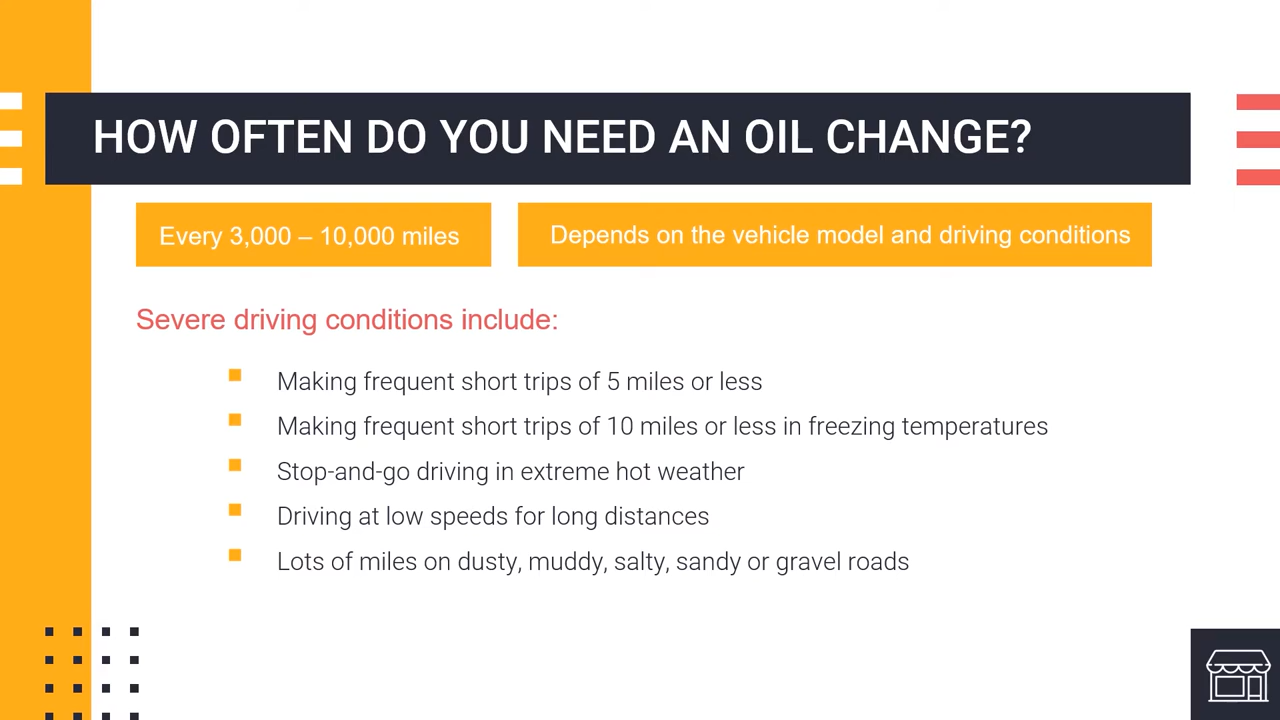 HOW OFTEN DO YOU NEED AN OIL CHANGE?
Every 3,000 – 10,000 miles
Depends on the vehicle model and driving conditions
Severe driving conditions include:
Making frequent short trips of 5 miles or less
Making frequent short trips of 10 miles or less in freezing temperatures
Stop-and-go driving in extreme hot weather
Driving at low speeds for long distances
Lots of miles on dusty, muddy, salty, sandy or gravel roads